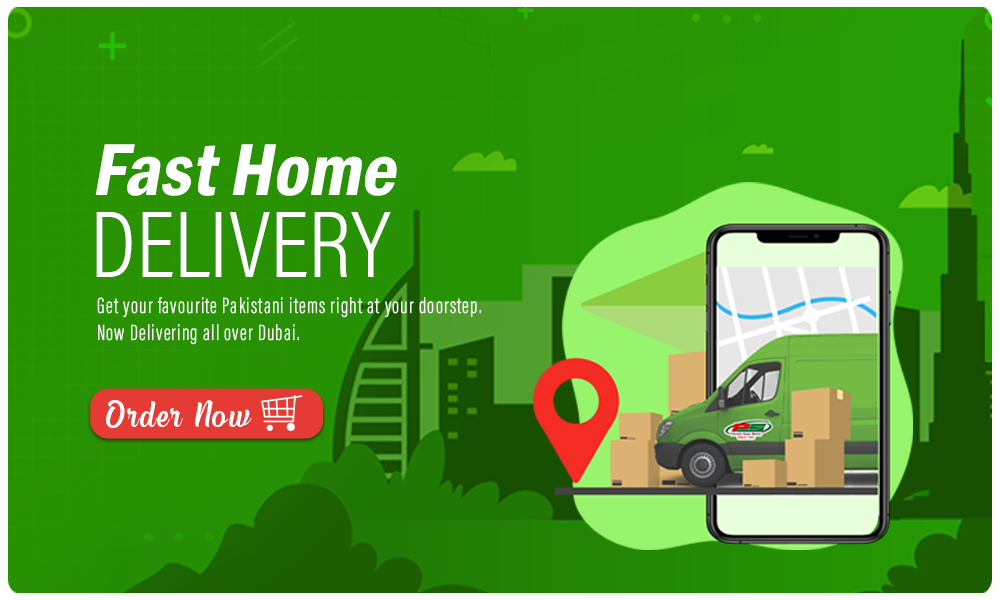 Fast Home
DELIVERY
Get your favourite Pakistani items right at your doorstep.
Now Delivering all over Dubai.
Order Now